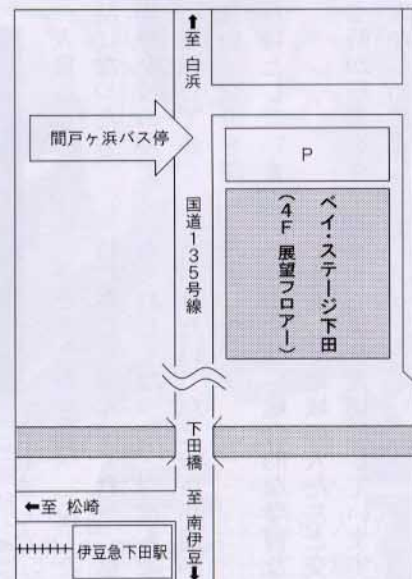 ↑至 白浜
間戸ヶ浜バス停
P
国道135号線
ベイ・ステージ下田
(4F 展望フロアー)
下田橋
←至 松崎
至 南伊豆↓
伊豆急下田駅